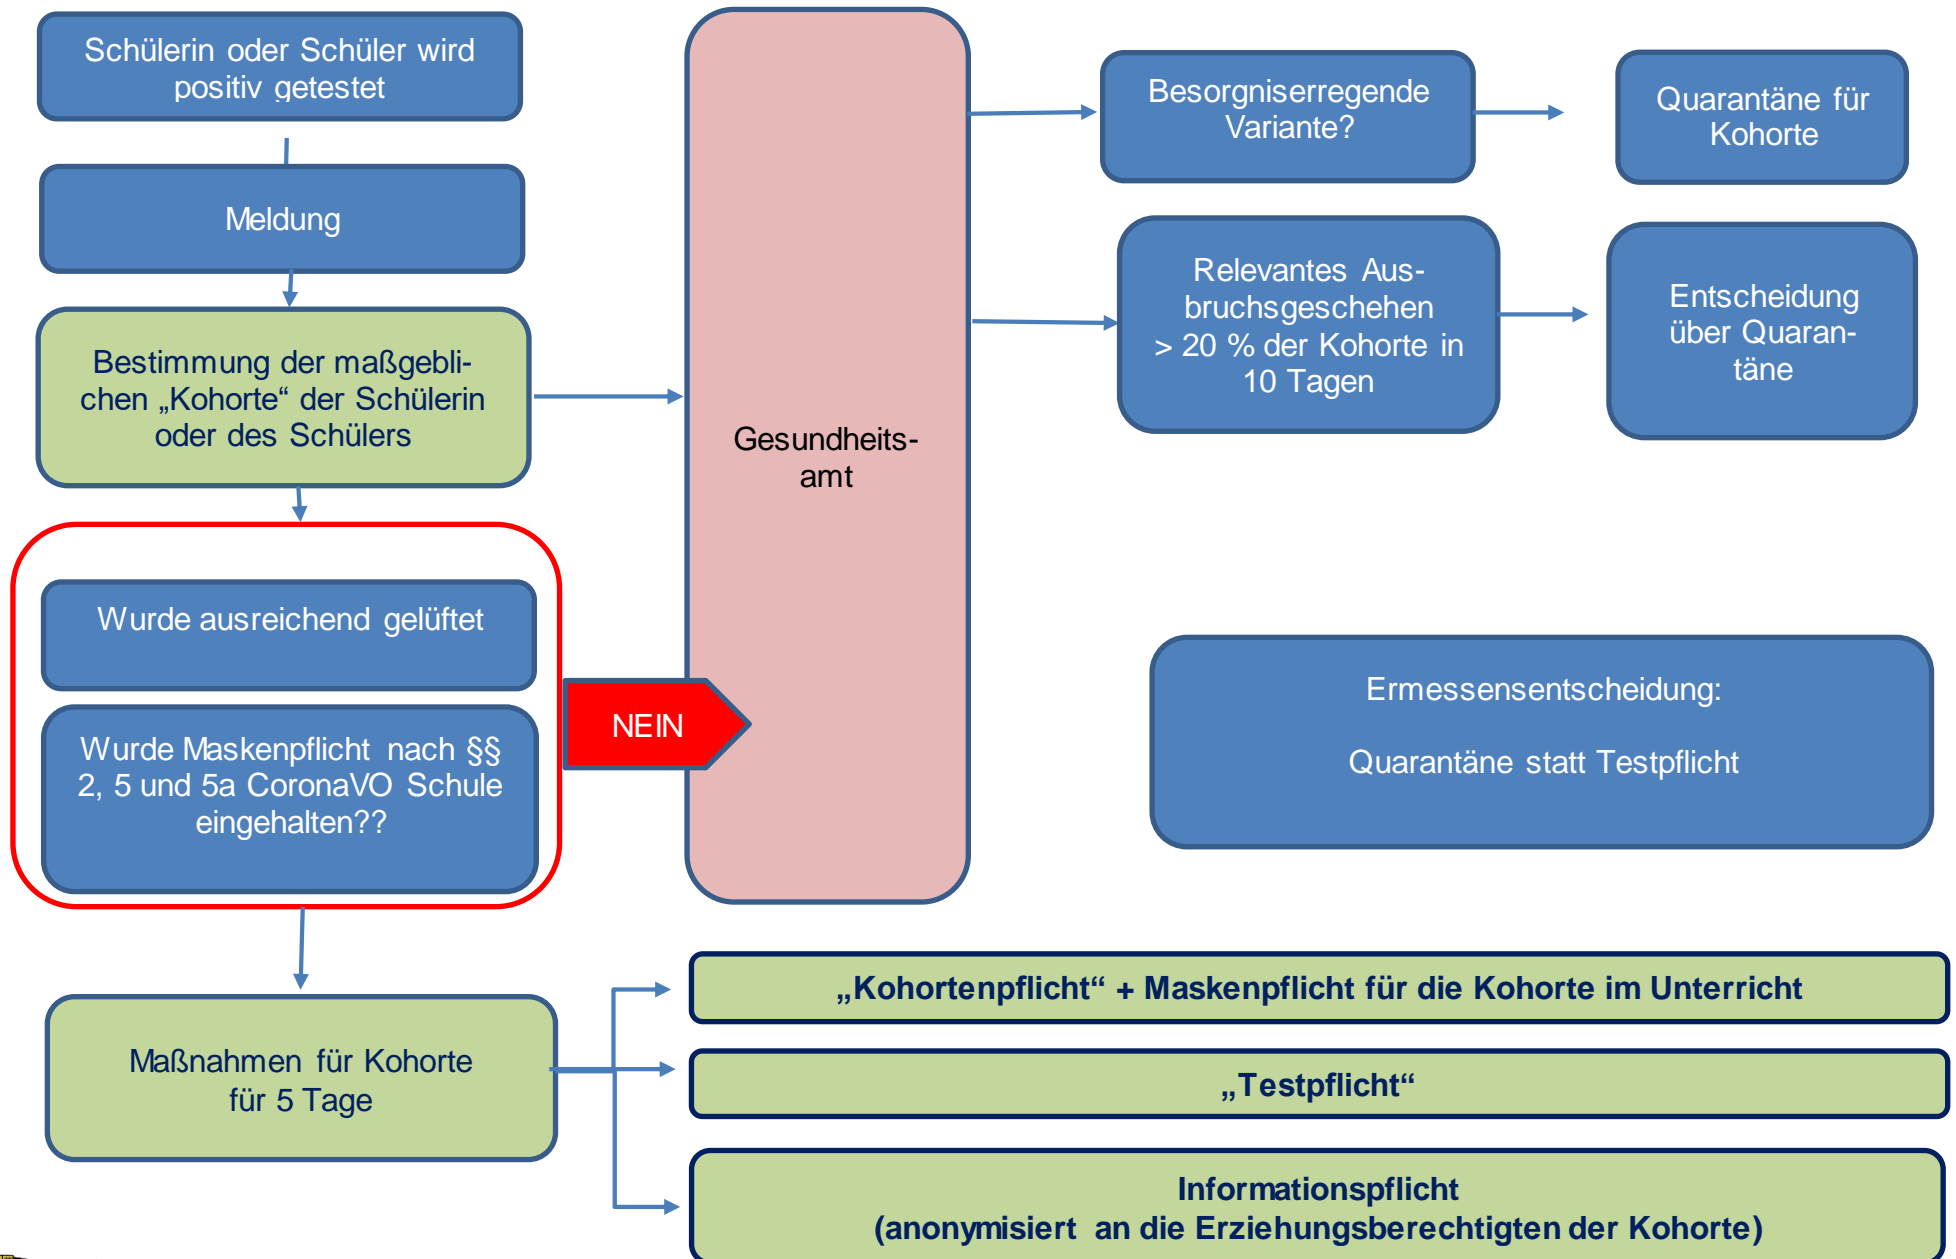 Schülerin oder Schüler wird
positiv getestet
Meldung
Bestimmung der maßgebli-
chen „Kohorte“ der Schülerin
oder des Schülers
Wurde ausreichend gelüftet
Wurde Maskenpflicht nach §§
2, 5 und 5a CoronaVO Schule
eingehalten??
NEIN
Gesundheits-
amt
Besorgniserregende
Variante?
Quarantäne für
Kohorte
Relevantes Aus-
bruchsgeschehen
> 20 % der Kohorte in
10 Tagen
Entscheidung
über Quaran-
täne
Ermessensentscheidung:
Quarantäne statt Testpflicht
Maßnahmen für Kohorte
für 5 Tage
„Kohortenpflicht“ + Maskenpflicht für die Kohorte im Unterricht
„Testpflicht“
Informationspflicht
(anonymisiert an die Erziehungsberechtigten der Kohorte)